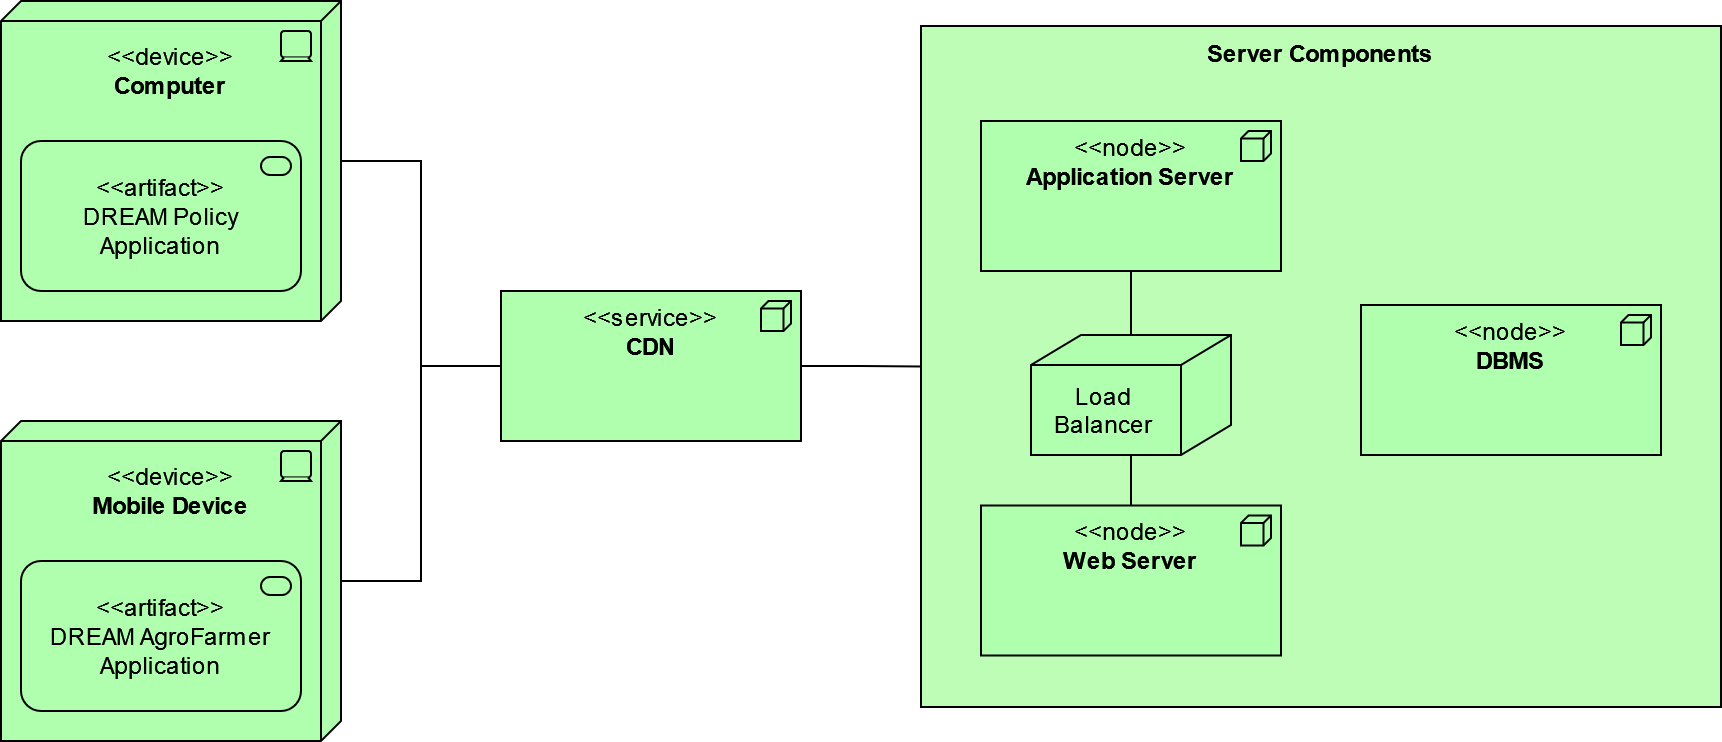 <<device>>
Computer
<<artifact>>
DREAM Policy
Application
<<device>>
Mobile Device
<<artifact>>
DREAM AgroFarmer
Application
<<service>>
CDN
Server Components
<<node>>
Application Server
Load
Balancer
<<node>>
Web Server
<<node>>
DBMS